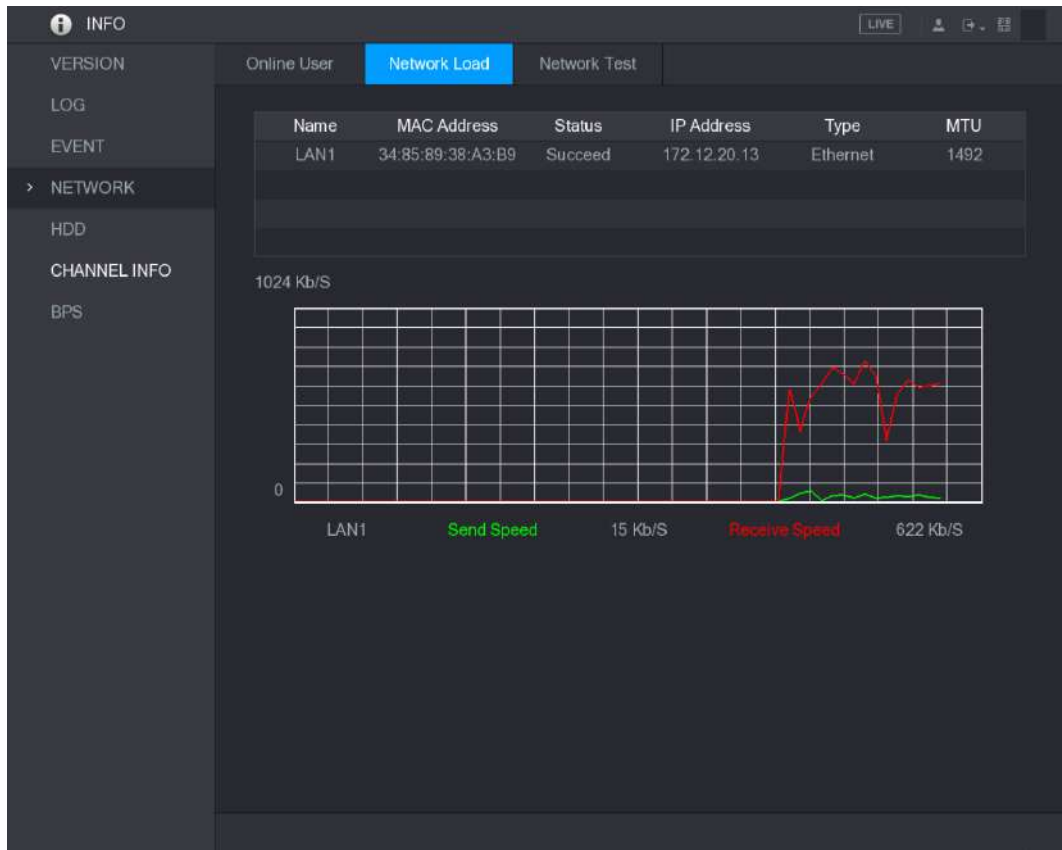 INFO
LIVE
VERSION
LOG
EVENT
NETWORK
HDD
CHANNEL INFO
BPS
Online User Network Load Network Test
Name MAC Address Status IP Address Type MTU
LAN1 34:85:89:38:A3:B9 Succeed 172.12.20.13 Ethernet 1492
1024 Kb/S
0
LAN1 Send Speed 15 Kb/S Receive Speed 622 Kb/S